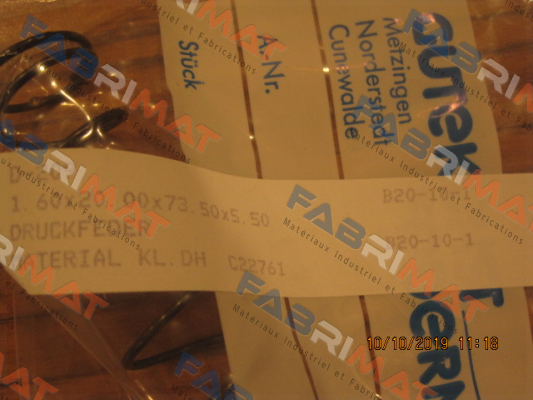 GUTEK
Metzingen
Norderstedt
Cunewalde
A.-Nr.
Stück
1.60x20.00x73.50x5.50
DRUCKFEDER
MATERIAL KL.DH C22761
B20-10-1
B20-10-1
10/10/2019 11:18
FABRIMAT
Materiaux Industriel et Fabrications